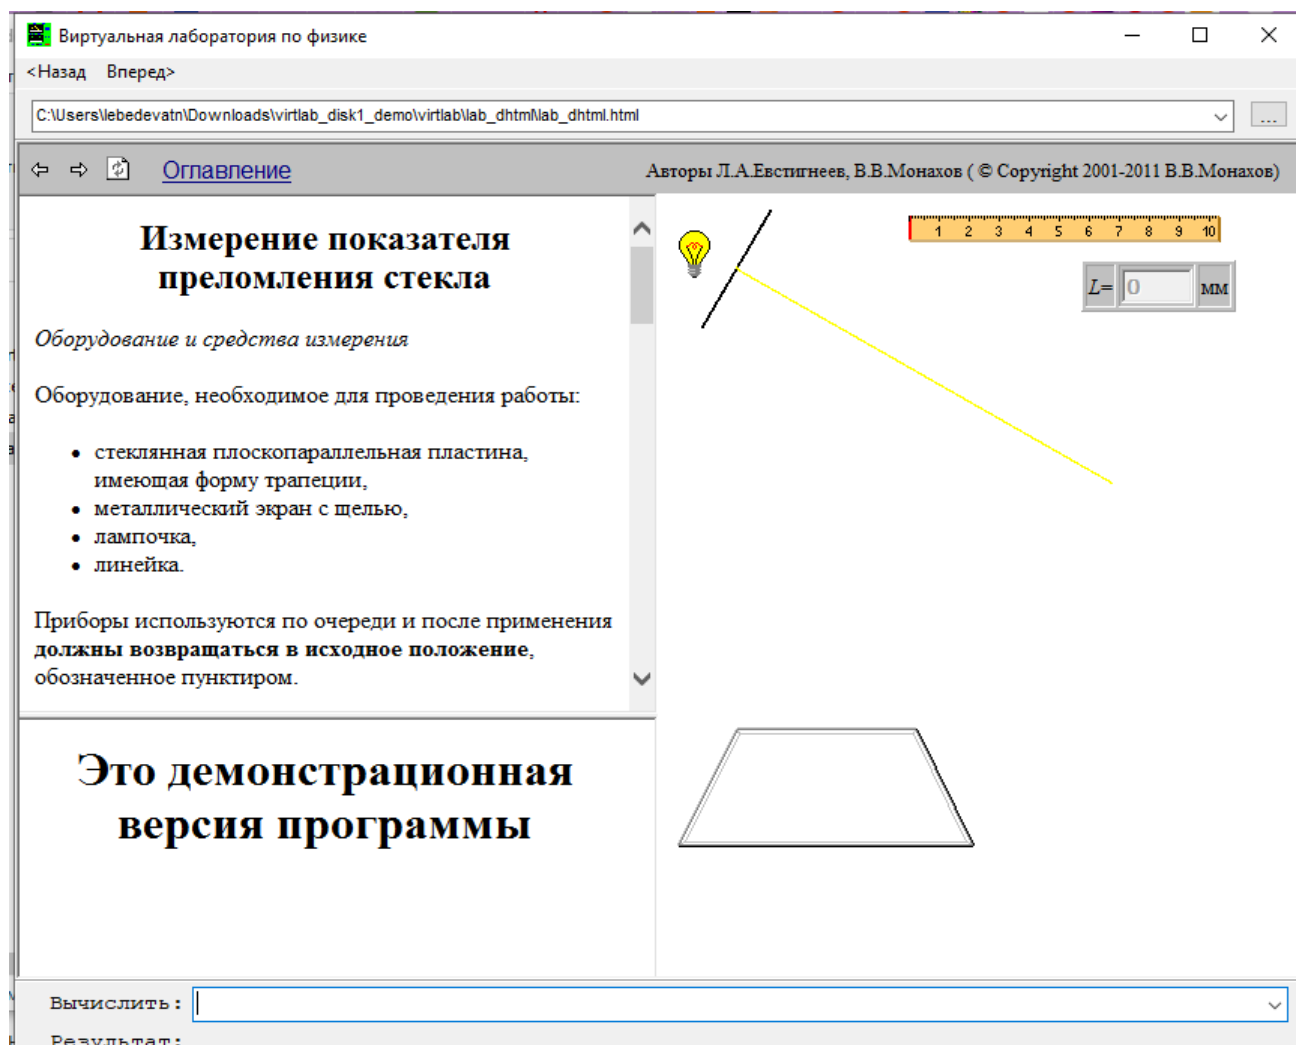 Виртуальная лаборатория по физике
<Назад Вперед>
C:\Users\lebedevatn\Downloads\virtlab_disk1_demo\virtlab\lab_dhtml\lab_dhtml.html
...
Оглавление
Авторы Л.А.Евстигнеев, В.В.Монахов ( © Copyright 2001-2011 В.В.Монахов)
Измерение показателя
преломления стекла
Оборудование и средства измерения
Оборудование, необходимое для проведения работы:
• стеклянная плоскопараллельная пластина,
имеющая форму трапеции,
• металлический экран с щелью,
• лампочка,
• линейка.
Приборы используются по очереди и после применения
должны возвращаться в исходное положение,
обозначенное пунктиром.
1 2 3 4 5 6 7 8 9 10
L= 0 мм
Это демонстрационная
версия программы
Вычислить:
Результат: